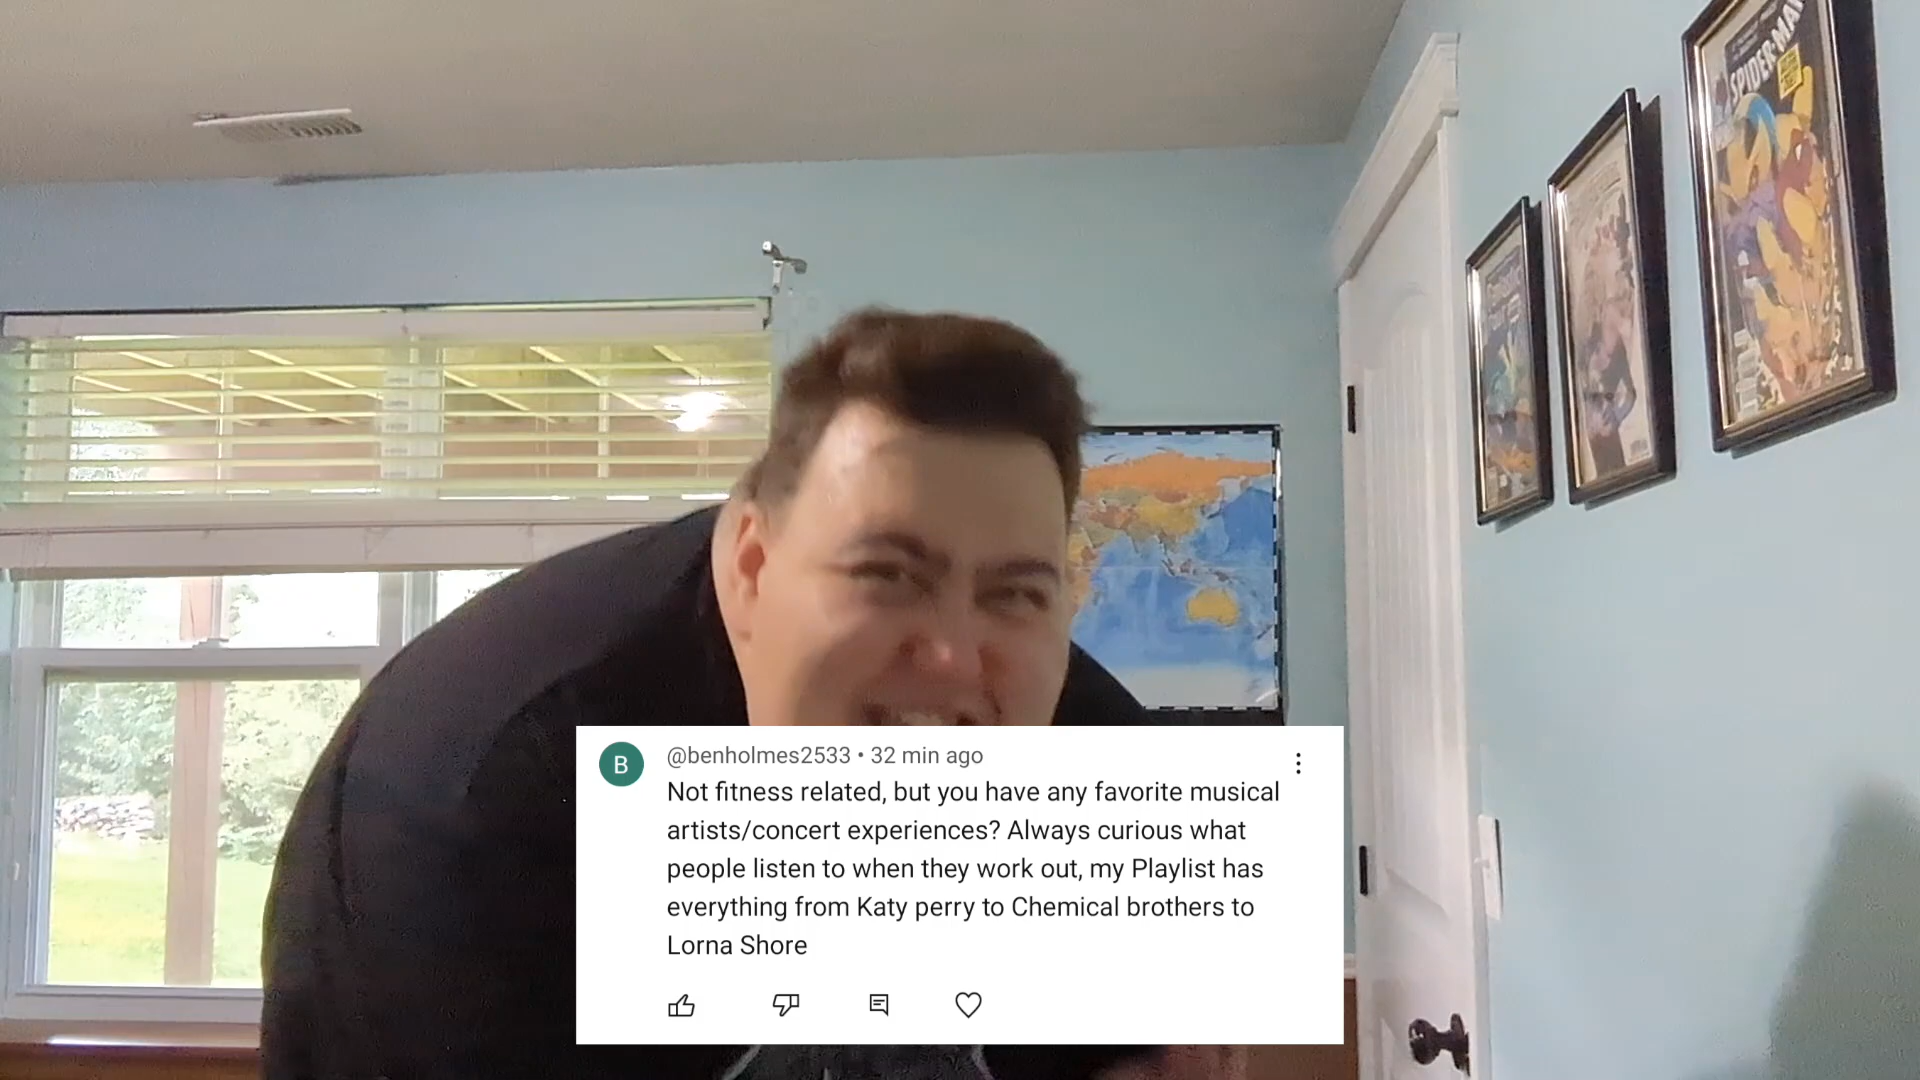 SPIDER-MAN
B
@benholmes2533 • 32 min ago
Not fitness related, but you have any favorite musical
artists/concert experiences? Always curious what
people listen to when they work out, my Playlist has
everything from Katy perry to Chemical brothers to
Lorna Shore